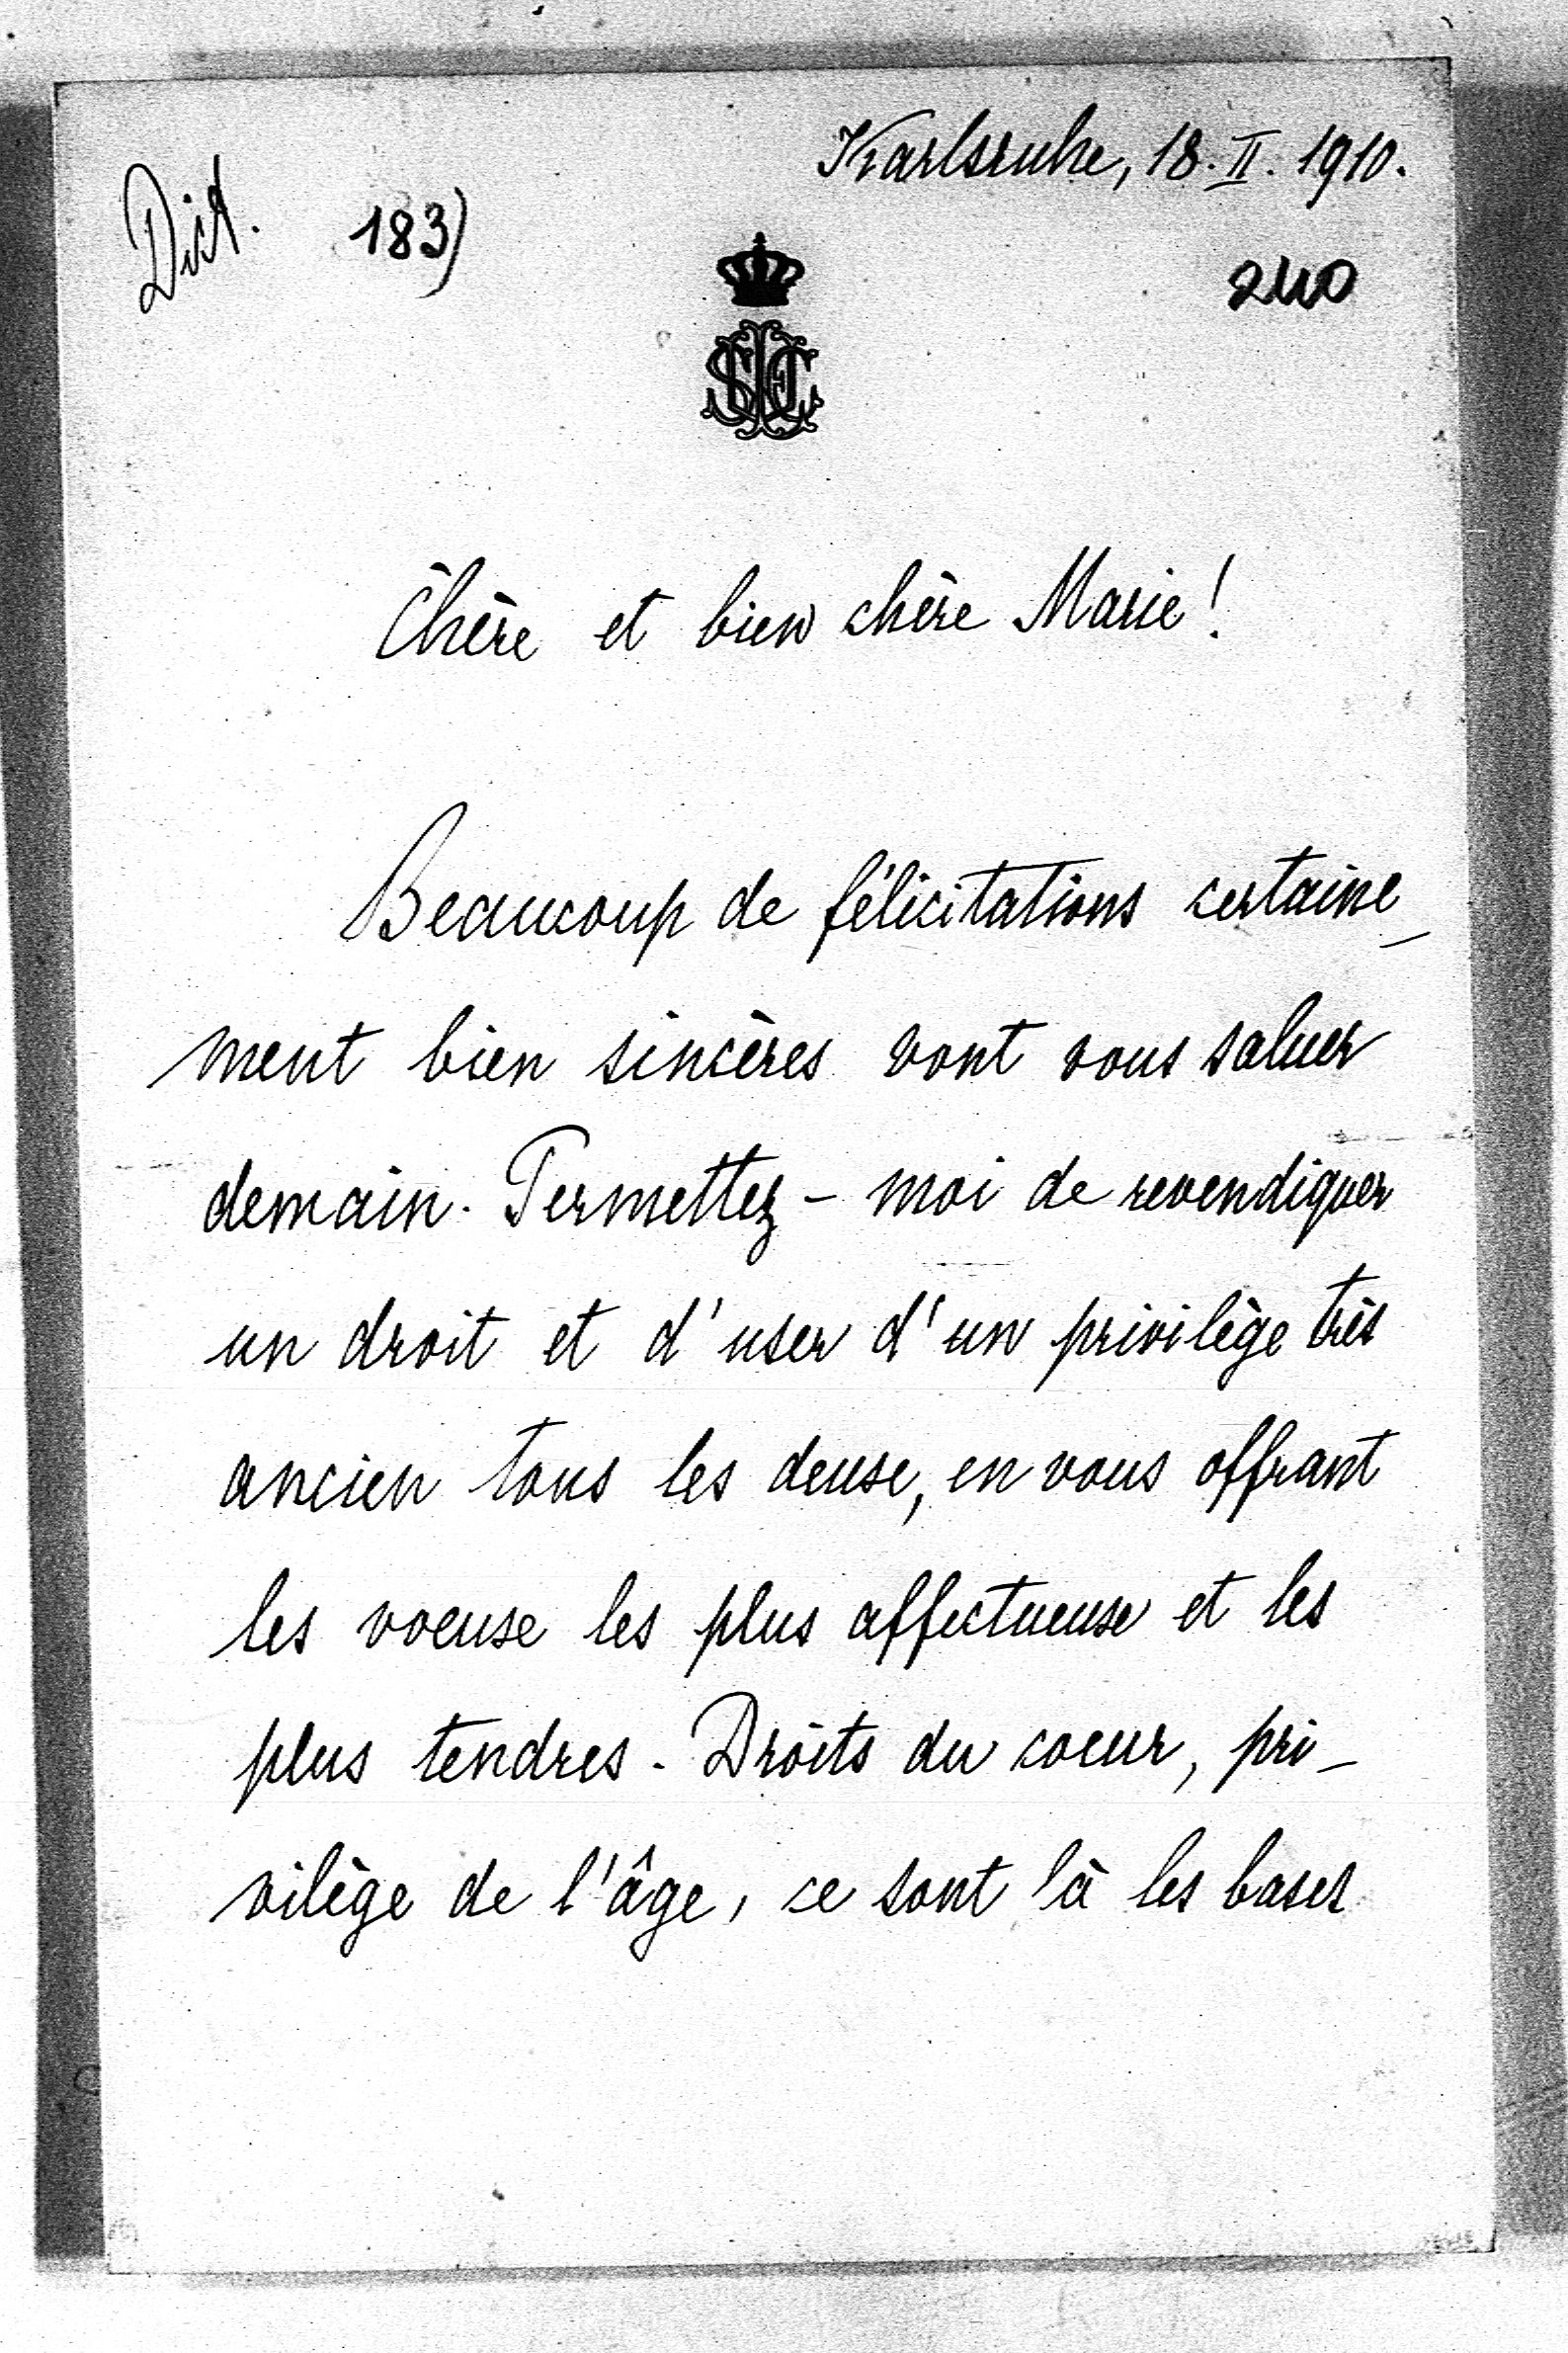 Karlsruhe, 18. II. 1910.
Dict. 183)
240
Chère et bien chère Marie!
Beaucoup de félicitations certaine-
ment bien sincères vont vous saluer
demain. Permettez-moi de revendiquer
un droit et d'user d'un privilège très
ancien tous les deux, en vous offrant
les voeux les plus affectueux et les
plus tendres. Droits du coeur, pri-
vilège de l'âge, ce sont là les bases